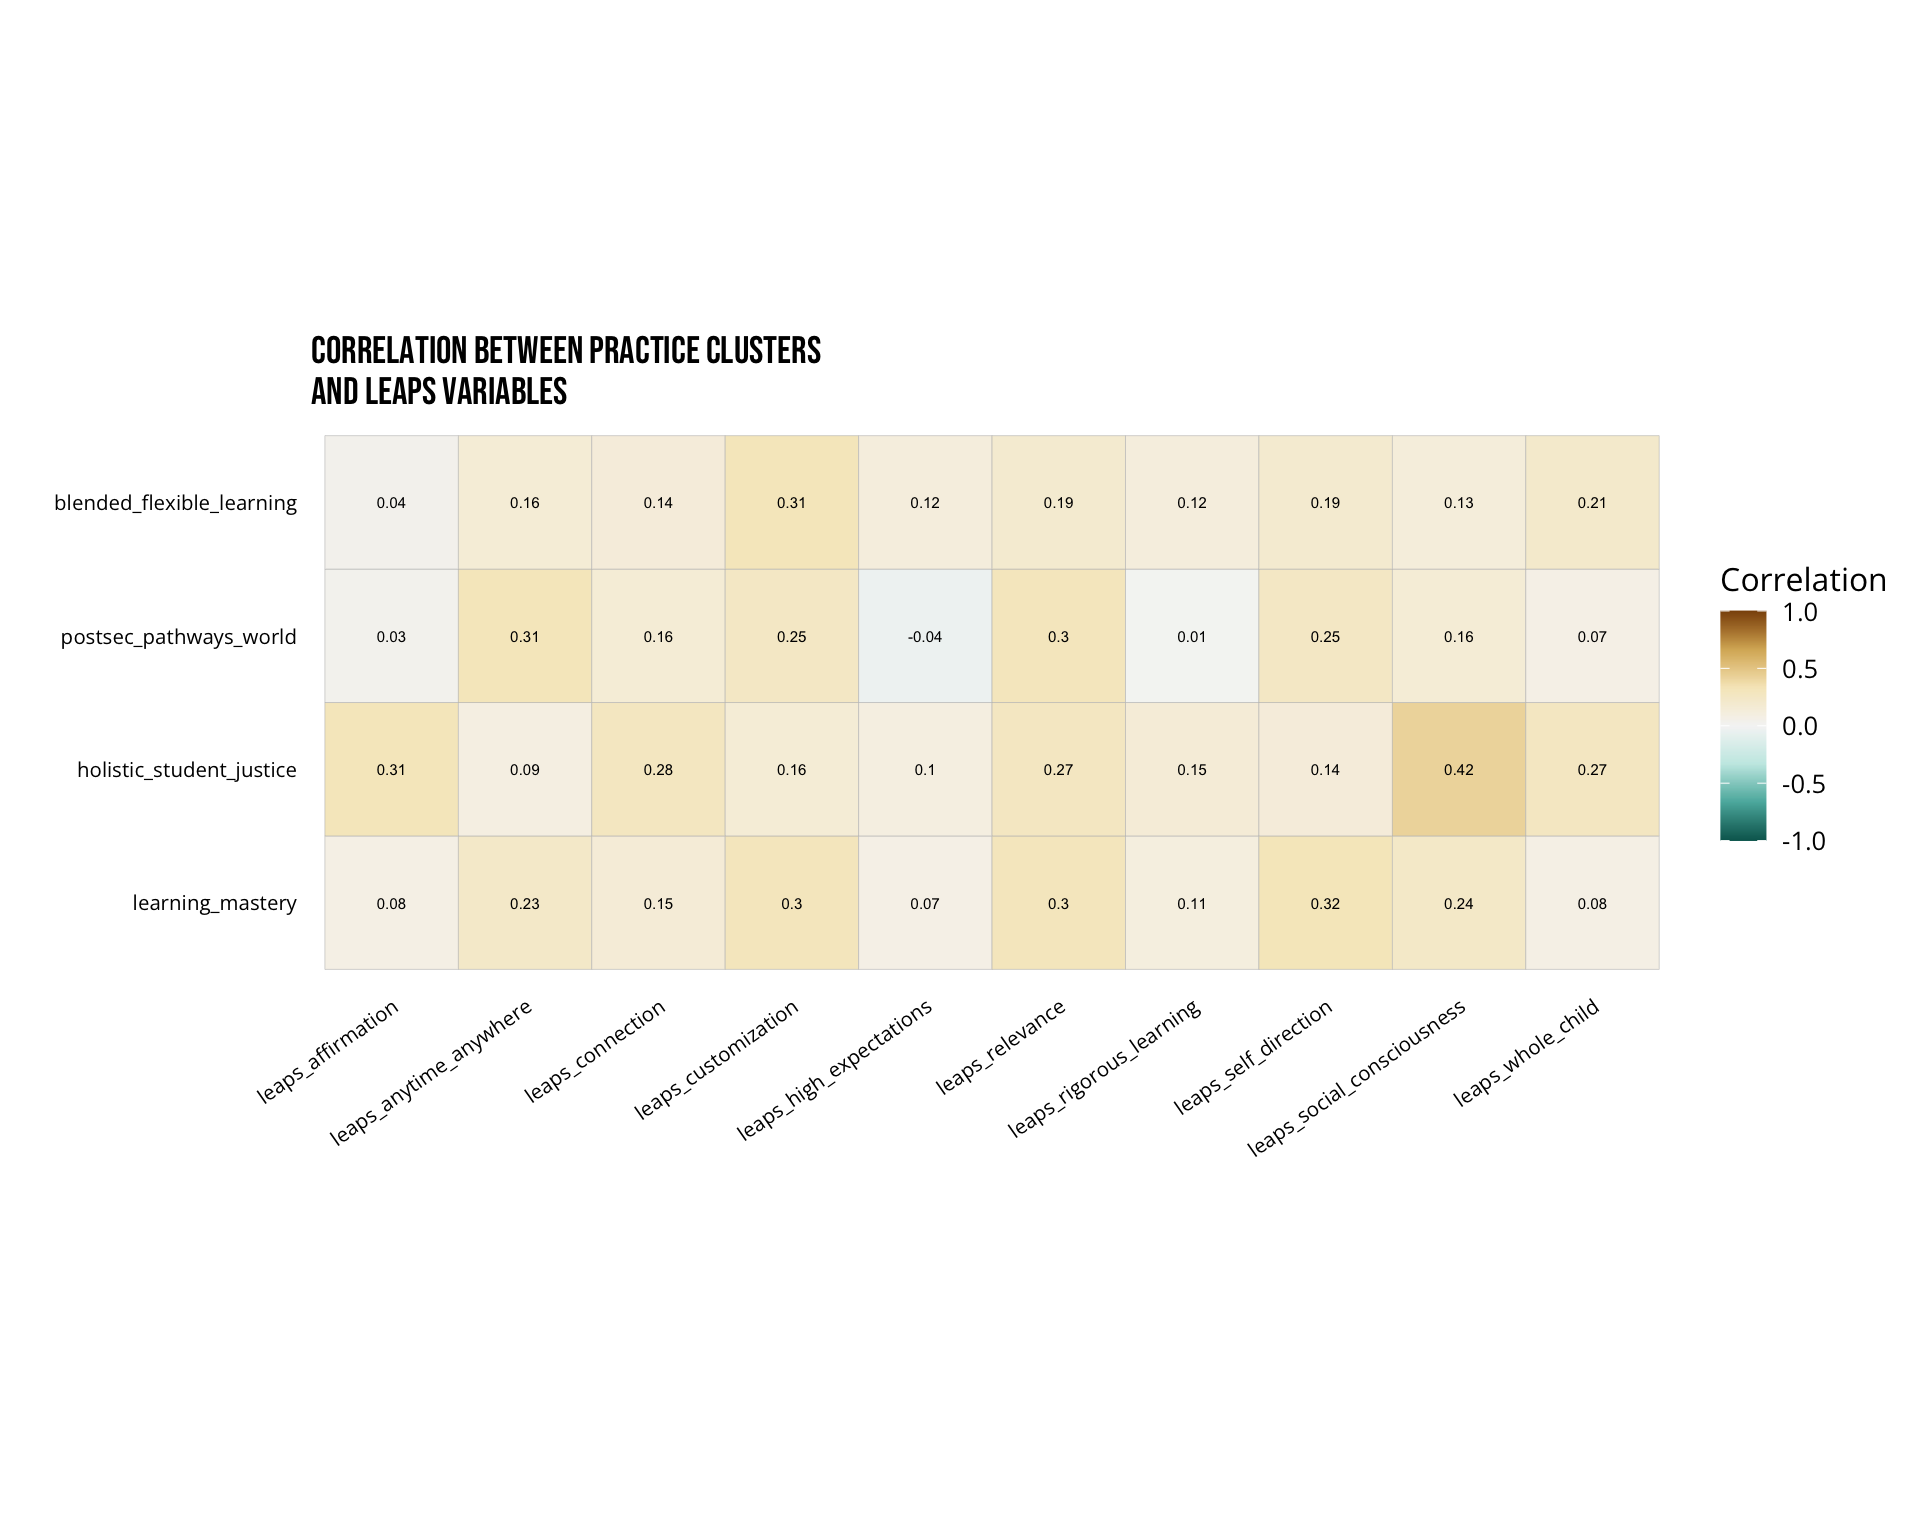 CORRELATION BETWEEN PRACTICE CLUSTERS
AND LEAPS VARIABLES
blended_flexible_learning 0.04 0.16 0.14 0.31 0.12 0.19 0.12 0.19 0.13 0.21
postsec_pathways_world 0.03 0.31 0.16 0.25 -0.04 0.3 0.01 0.25 0.16 0.07
holistic_student_justice 0.31 0.09 0.28 0.16 0.1 0.27 0.15 0.14 0.42 0.27
learning_mastery 0.08 0.23 0.15 0.3 0.07 0.3 0.11 0.32 0.24 0.08
leaps_affirmation
leaps_anytime_anywhere
leaps_connection
leaps_customization
leaps_high_expectations
leaps_relevance
leaps_rigorous_learning
leaps_self_direction
leaps_social_consciousness
leaps_whole_child
Correlation
1.0
0.5
0.0
-0.5
-1.0